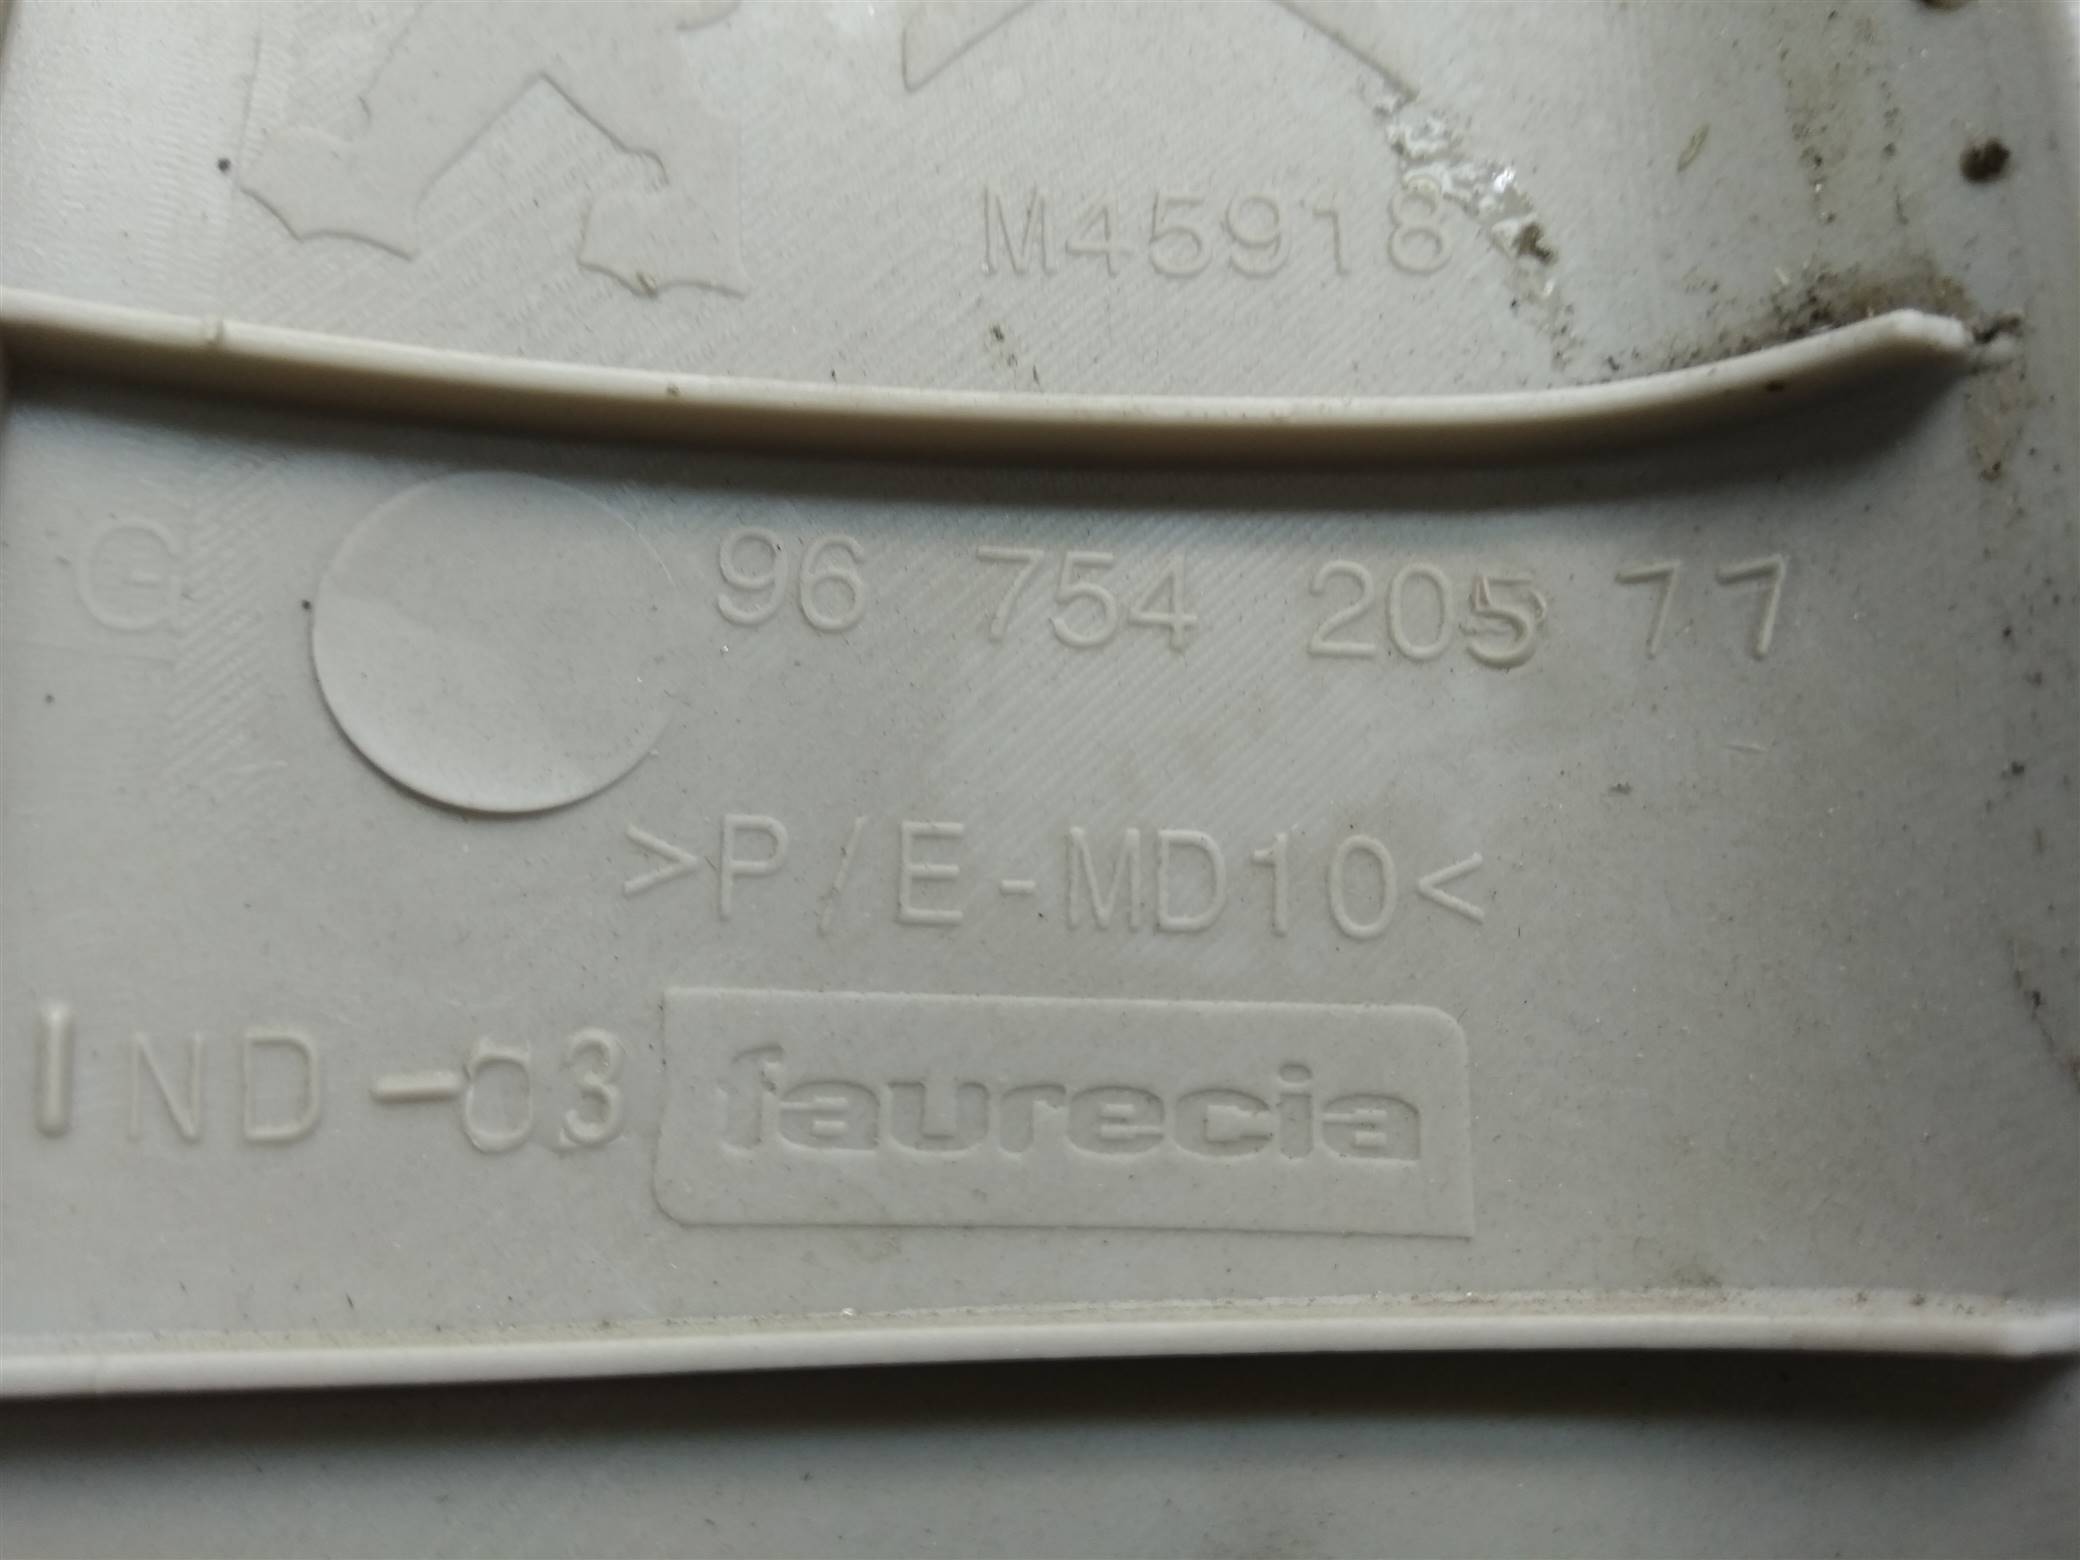 M45918
G 96 754 205 77
>P/E-MD10<
IND-03 faurecia